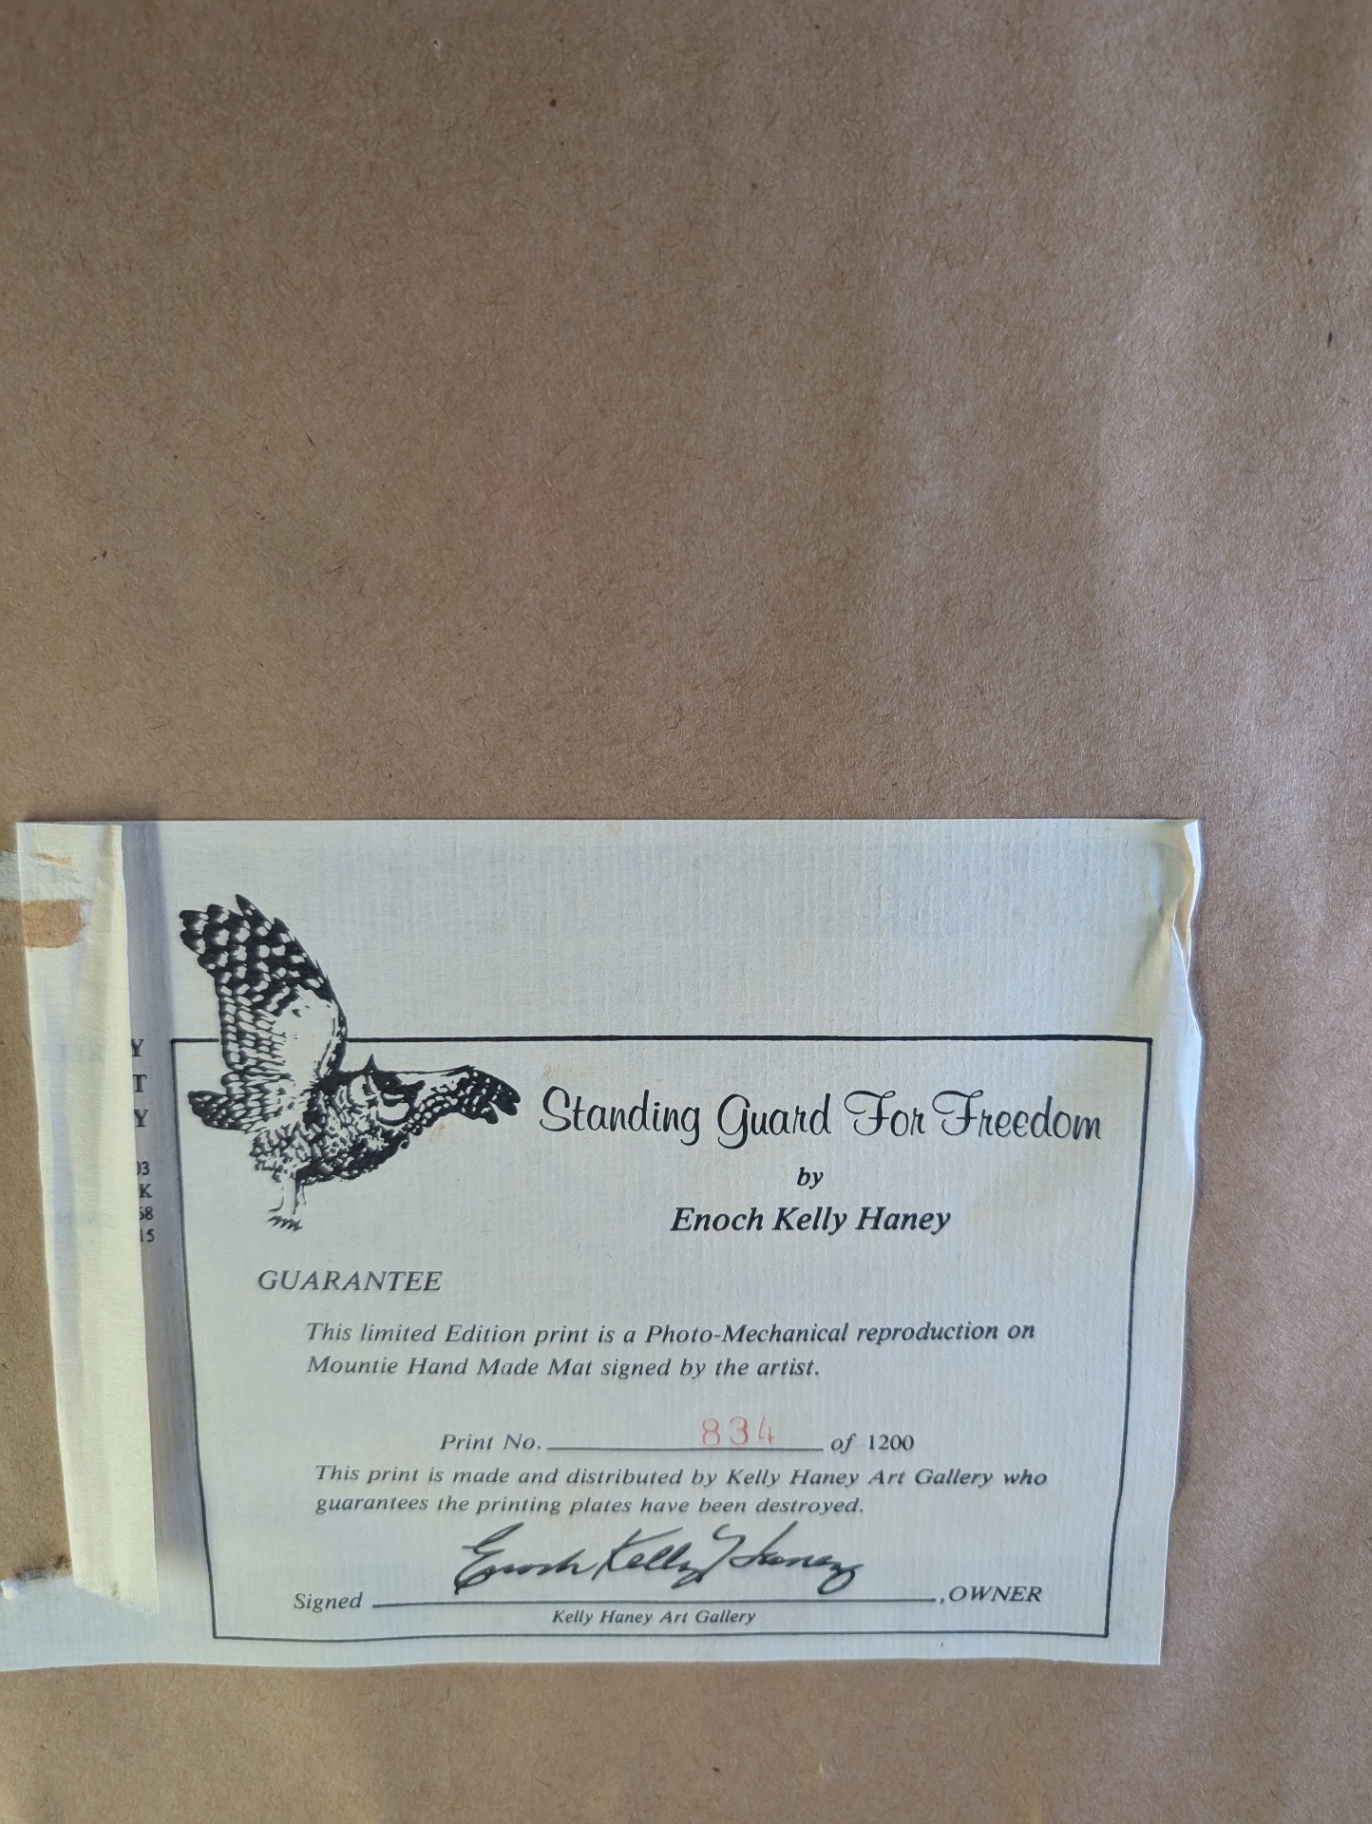 Y
T
Y
03
K
68
15
Standing Guard For Freedom
by
Enoch Kelly Haney
GUARANTEE
This limited Edition print is a Photo-Mechanical reproduction on
Mountie Hand Made Mat signed by the artist.
Print No. 834 of 1200
This print is made and distributed by Kelly Haney Art Gallery who
guarantees the printing plates have been destroyed.
Enoch Kelly Haney
Signed ,OWNER
Kelly Haney Art Gallery